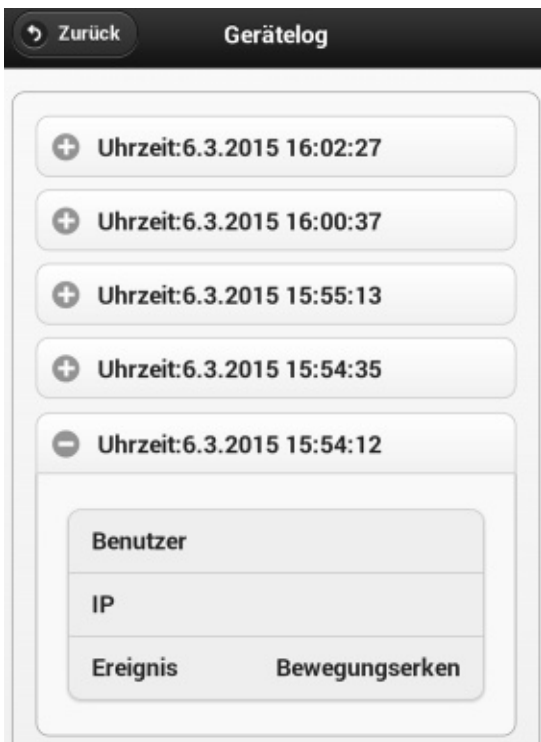 Zurück Gerätelog
Uhrzeit:6.3.2015 16:02:27
Uhrzeit:6.3.2015 16:00:37
Uhrzeit:6.3.2015 15:55:13
Uhrzeit:6.3.2015 15:54:35
Uhrzeit:6.3.2015 15:54:12
Benutzer
IP
Ereignis Bewegungserken